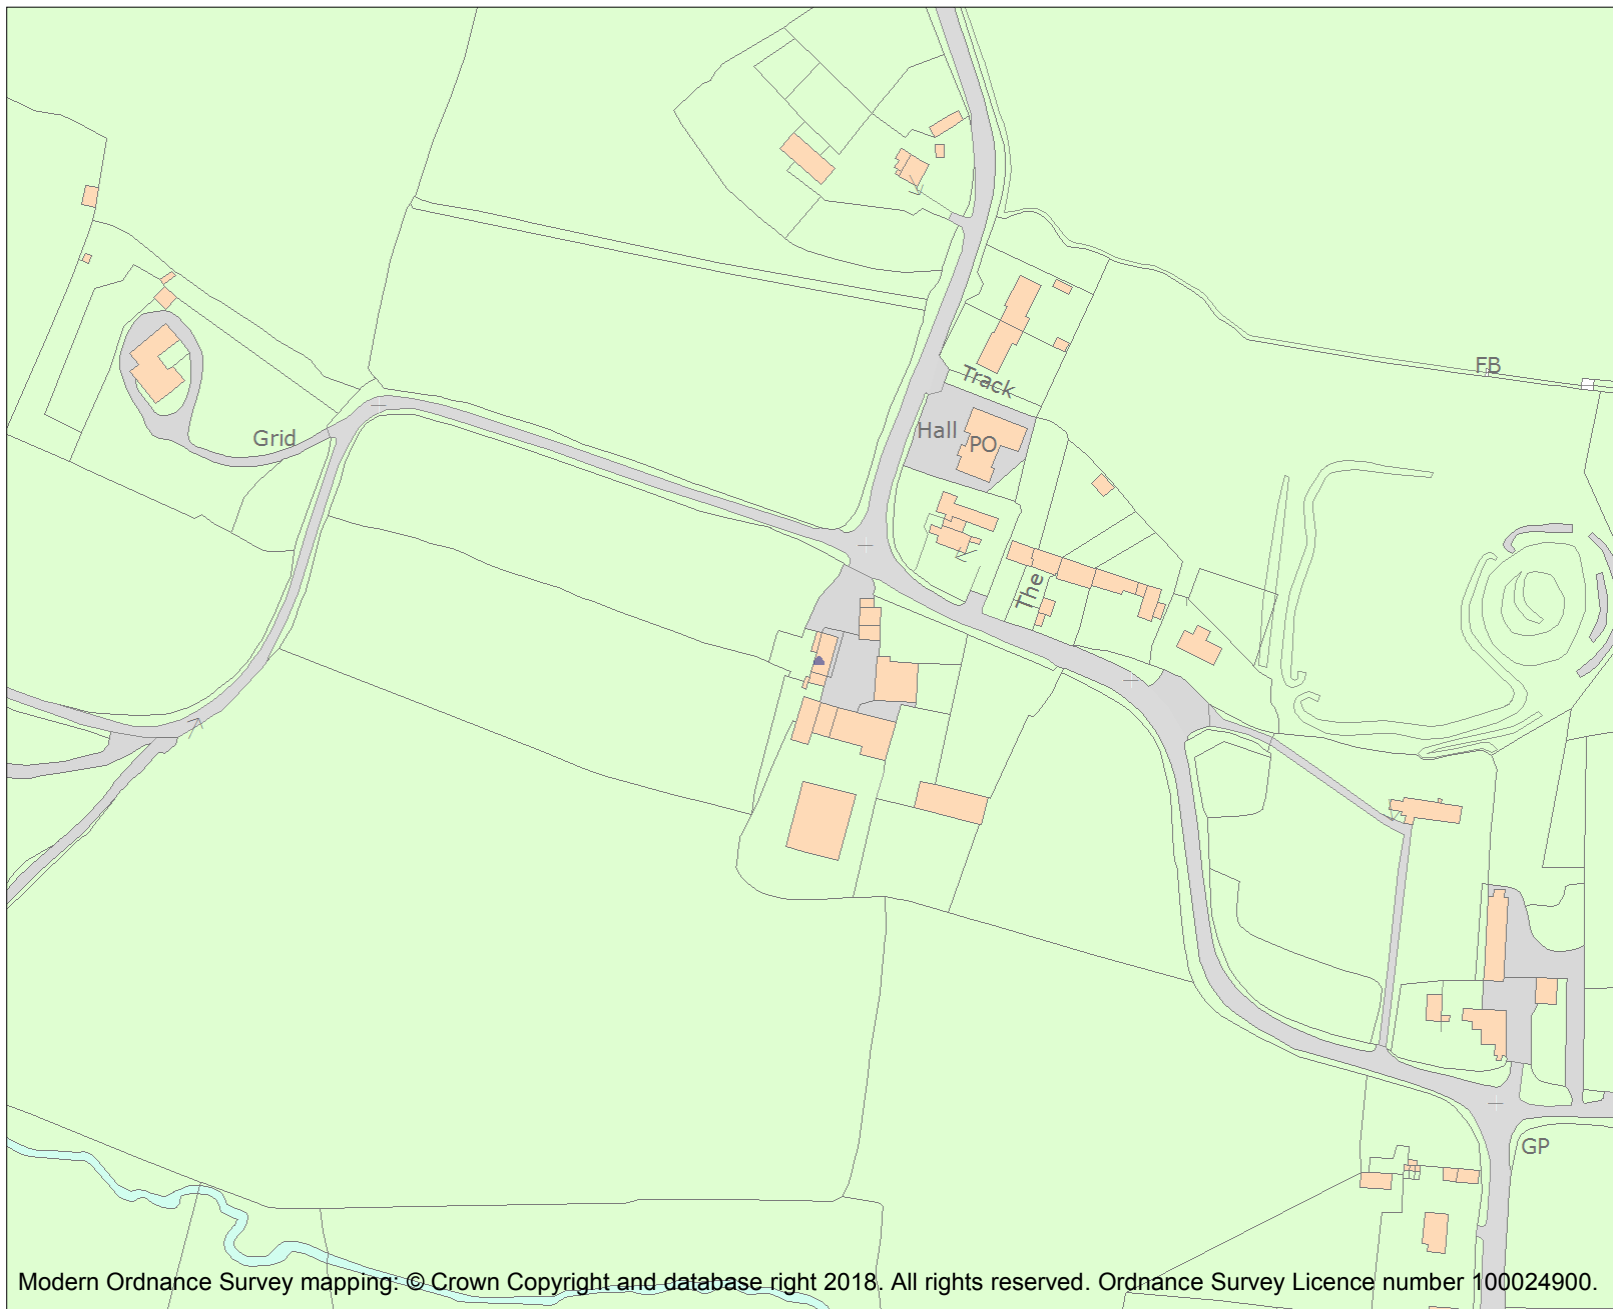 FB
Track
Hall
PO
Grid
The
GP
Modern Ordnance Survey mapping: © Crown Copyright and database right 2018. All rights reserved. Ordnance Survey Licence number 100024900.